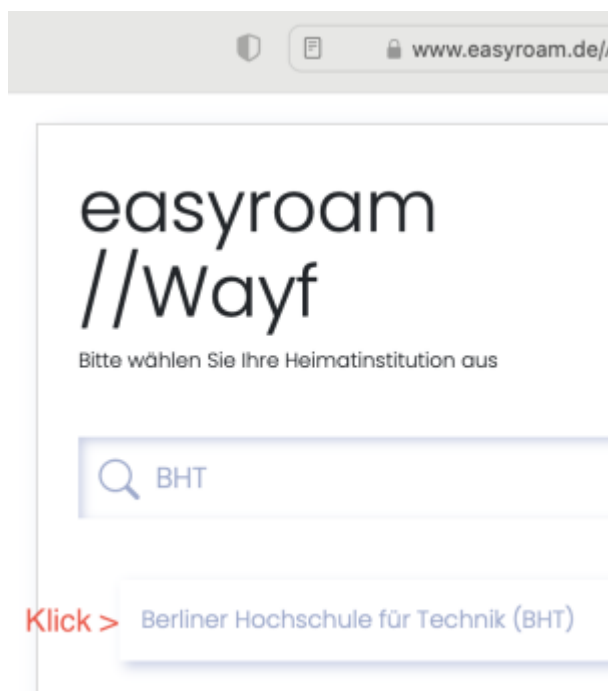 www.easyroam.de//
easyroam
//Wayf
Bitte wählen Sie Ihre Heimatinstitution aus
BHT
Klick > Berliner Hochschule für Technik (BHT)